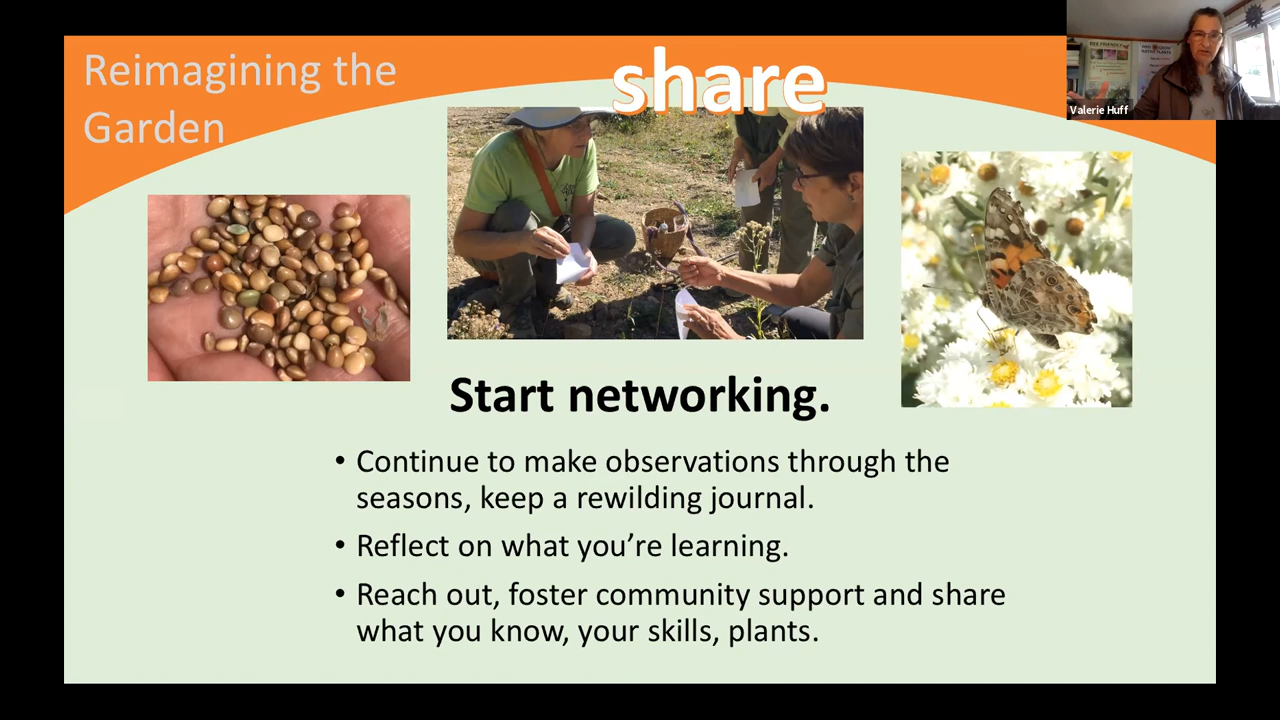 Reimagining the
Garden
share
Valerie Huff
Start networking.
• Continue to make observations through the
seasons, keep a rewilding journal.
• Reflect on what you’re learning.
• Reach out, foster community support and share
what you know, your skills, plants.